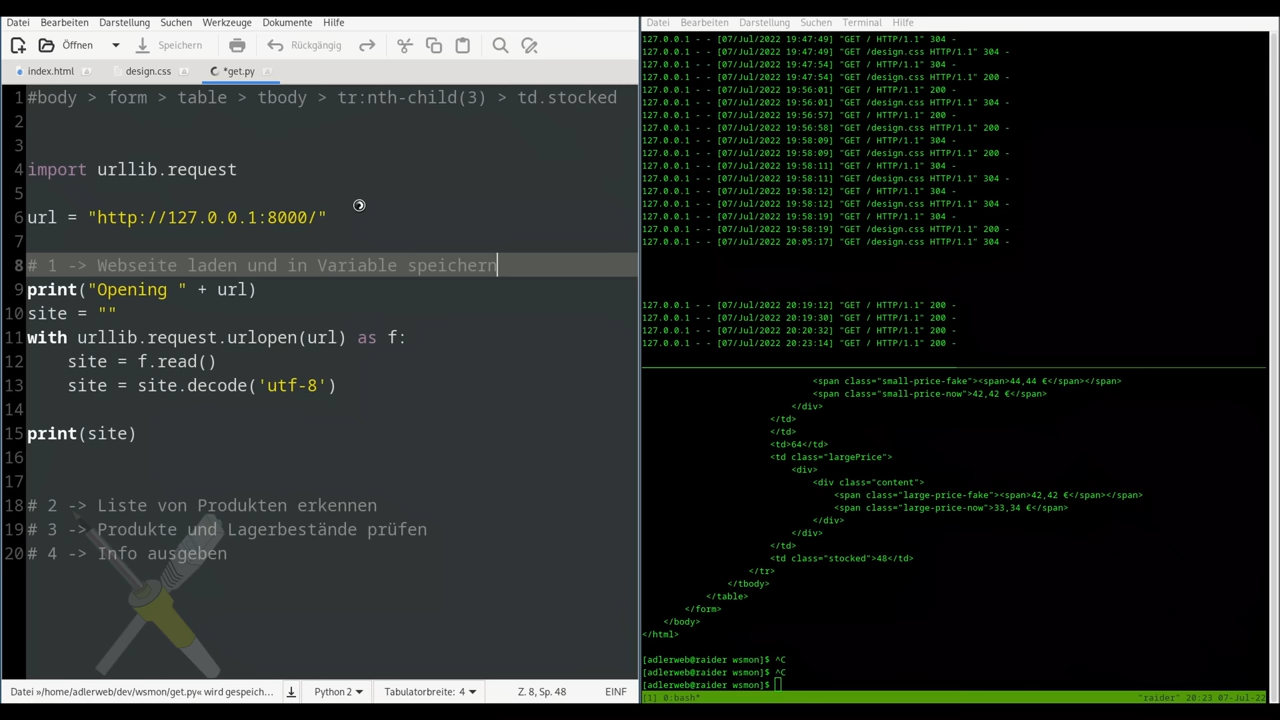 Datei Bearbeiten Darstellung Suchen Werkzeuge Dokumente Hilfe
Öffnen Speichern Rückgängig
index.html design.css *get.py
1 #body > form > table > tbody > tr:nth-child(3) > td.stocked
2
3
4 import urllib.request
5
6 url = "http://127.0.0.1:8000/"
7
8 # 1 -> Webseite laden und in Variable speichern
9 print("Opening " + url)
10 site = ""
11 with urllib.request.urlopen(url) as f:
12 site = f.read()
13 site = site.decode('utf-8')
14
15 print(site)
16
17
18 # 2 -> Liste von Produkten erkennen
19 # 3 -> Produkte und Lagerbestände prüfen
20 # 4 -> Info ausgeben
Datei »/home/adlerweb/dev/wsmon/get.py« wird gespeich… Python 2 Tabulatorbreite: 4 Z. 8, Sp. 48 EINF
Datei Bearbeiten Darstellung Suchen Terminal Hilfe
127.0.0.1 - - [07/Jul/2022 19:47:49] "GET / HTTP/1.1" 304 -
127.0.0.1 - - [07/Jul/2022 19:47:49] "GET /design.css HTTP/1.1" 304 -
127.0.0.1 - - [07/Jul/2022 19:47:54] "GET / HTTP/1.1" 304 -
127.0.0.1 - - [07/Jul/2022 19:47:54] "GET /design.css HTTP/1.1" 200 -
127.0.0.1 - - [07/Jul/2022 19:56:01] "GET / HTTP/1.1" 200 -
127.0.0.1 - - [07/Jul/2022 19:56:01] "GET /design.css HTTP/1.1" 304 -
127.0.0.1 - - [07/Jul/2022 19:56:57] "GET / HTTP/1.1" 200 -
127.0.0.1 - - [07/Jul/2022 19:56:58] "GET /design.css HTTP/1.1" 200 -
127.0.0.1 - - [07/Jul/2022 19:58:09] "GET / HTTP/1.1" 304 -
127.0.0.1 - - [07/Jul/2022 19:58:09] "GET /design.css HTTP/1.1" 200 -
127.0.0.1 - - [07/Jul/2022 19:58:11] "GET / HTTP/1.1" 304 -
127.0.0.1 - - [07/Jul/2022 19:58:11] "GET /design.css HTTP/1.1" 304 -
127.0.0.1 - - [07/Jul/2022 19:58:12] "GET / HTTP/1.1" 304 -
127.0.0.1 - - [07/Jul/2022 19:58:12] "GET /design.css HTTP/1.1" 304 -
127.0.0.1 - - [07/Jul/2022 19:58:19] "GET / HTTP/1.1" 304 -
127.0.0.1 - - [07/Jul/2022 19:58:19] "GET /design.css HTTP/1.1" 200 -
127.0.0.1 - - [07/Jul/2022 20:05:17] "GET /design.css HTTP/1.1" 304 -
127.0.0.1 - - [07/Jul/2022 20:19:12] "GET / HTTP/1.1" 200 -
127.0.0.1 - - [07/Jul/2022 20:19:30] "GET / HTTP/1.1" 200 -
127.0.0.1 - - [07/Jul/2022 20:20:32] "GET / HTTP/1.1" 200 -
127.0.0.1 - - [07/Jul/2022 20:23:14] "GET / HTTP/1.1" 200 -
<span class="small-price-fake"><span>44,44 €</span></span>
<span class="small-price-now">42,42 €</span>
</div>
</td>
</td>
<td>64</td>
<td class="largePrice">
<div>
<div class="content">
<span class="large-price-fake"><span>42,42 €</span></span>
<span class="large-price-now">33,34 €</span>
</div>
</div>
</td>
<td class="stocked">48</td>
</tr>
</tbody>
</table>
</form>
</body>
</html>
[adlerweb@raider wsmon]$ ^C
[adlerweb@raider wsmon]$ ^C
[adlerweb@raider wsmon]$
[1] 0:bash* "raider" 20:23 07-Jul-22